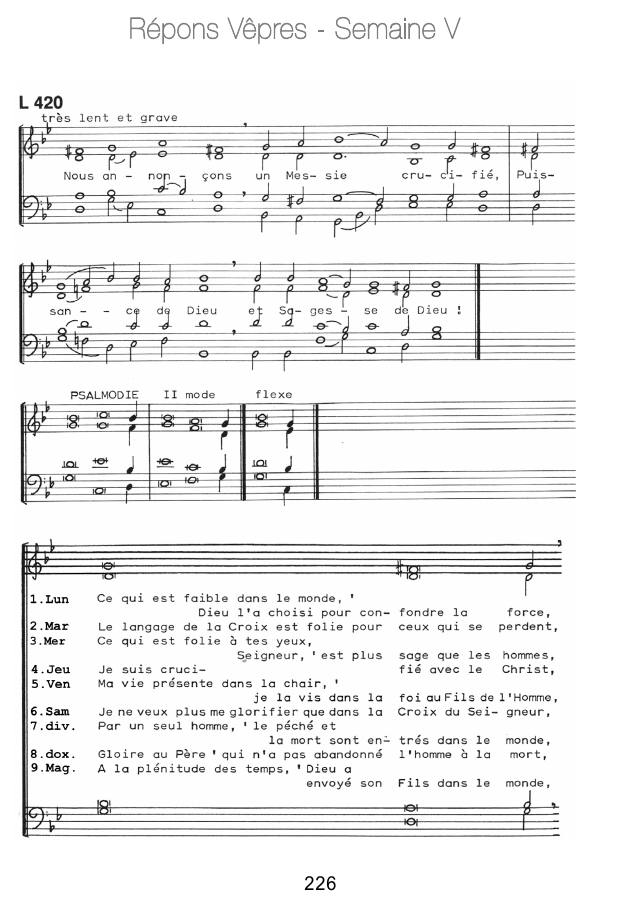 Répons Vêpres - Semaine V
L 420
très lent et grave
Nous an - non - çons un Mes- sie cru- ci- fié, Puis-
san - - ce de Dieu et Sa- ges - se de Dieu !
PSALMODIE II mode flexe
1.Lun Ce qui est faible dans le monde, '
Dieu l'a choisi pour con- fondre la force,
2.Mar Le langage de la Croix est folie pour ceux qui se perdent,
3.Mer Ce qui est folie à tes yeux,
Seigneur, ' est plus sage que les hommes,
4.Jeu Je suis cruci- fié avec le Christ,
5.Ven Ma vie présente dans la chair, '
je la vis dans la foi au Fils de l'Homme,
6.Sam Je ne veux plus me glorifier que dans la Croix du Sei - gneur,
7.div. Par un seul homme, ' le péché et
la mort sont en- trés dans le monde,
8.dox. Gloire au Père ' qui n'a pas abandonné l'homme à la mort,
9.Mag. A la plénitude des temps, ' Dieu a
envoyé son Fils dans le monde,
226